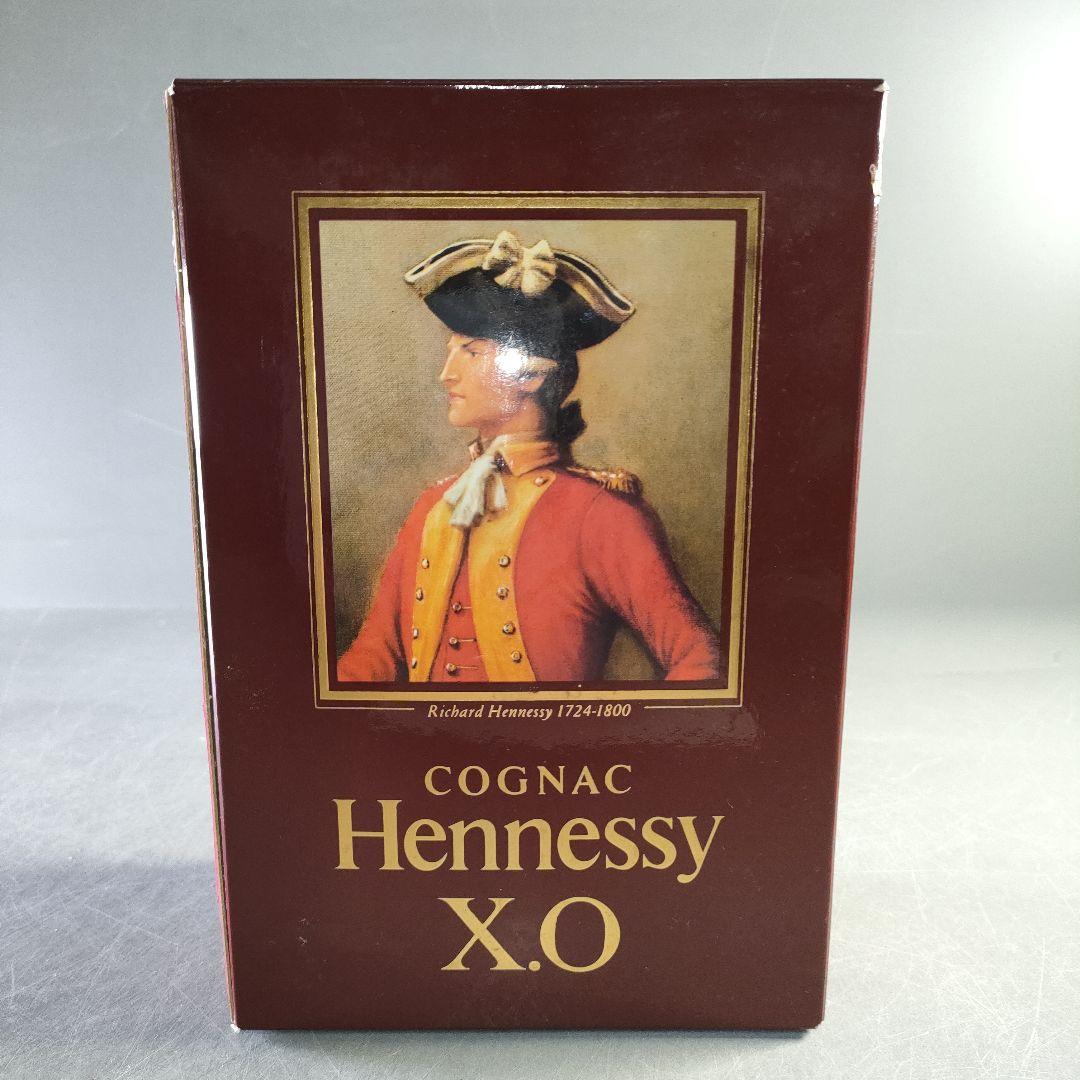 Richard Hennessy 1724-1800
COGNAC
Hennessy
X.O